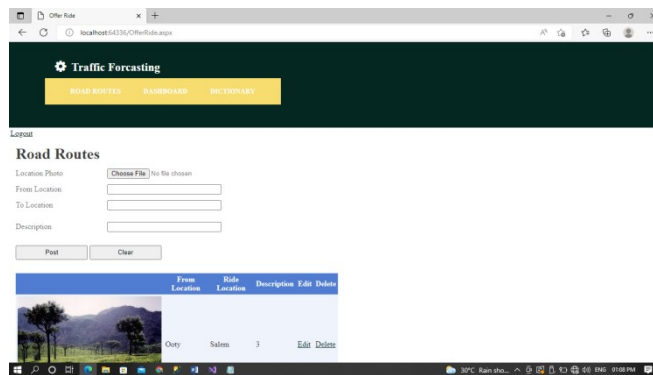 Offer Ride
localhost:64336/OfferRide.aspx
Traffic Forcasting
ROAD ROUTES DASHBOARD DICTIONARY
Logout
Road Routes
Location Photo Choose File No file chosen
From Location
To Location
Description
Post Clear
From Location Ride Location Description Edit Delete
Ooty Salem 3 Edit Delete
30°C Rain sho... ENG 01:08 PM